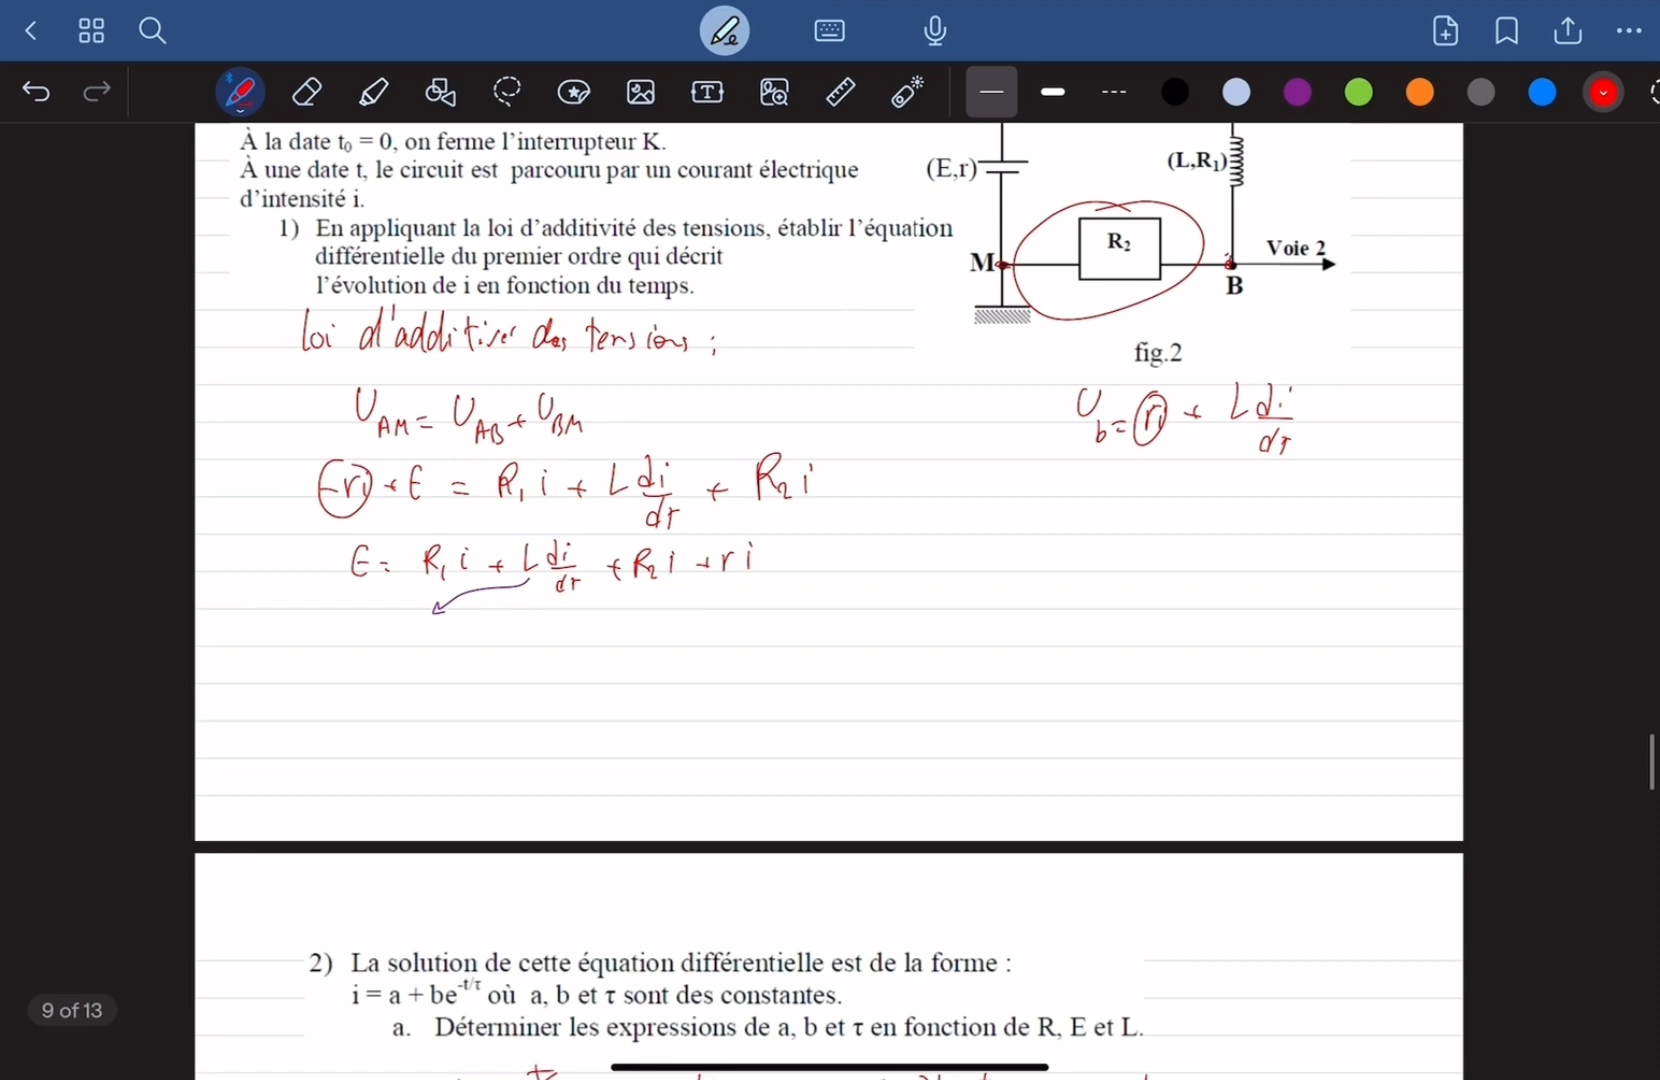 À la date t₀ = 0, on ferme l'interrupteur K.
À une date t, le circuit est parcouru par un courant électrique
d'intensité i.
1) En appliquant la loi d'additivité des tensions, établir l'équation
différentielle du premier ordre qui décrit
l'évolution de i en fonction du temps.
(E,r)
(L,R₁)
R₂
M
B
Voie 2
fig.2
loi d'additiver des tensions ;
U_AM = U_AB + U_BM
-ri + E = R₁ i + L di/dt + R₂ i
E = R₁ i + L di/dt + R₂ i + r i
U_b = ri + L di/dt
2) La solution de cette équation différentielle est de la forme :
i = a + be^-t/τ où a, b et τ sont des constantes.
a. Déterminer les expressions de a, b et τ en fonction de R, E et L.
9 of 13